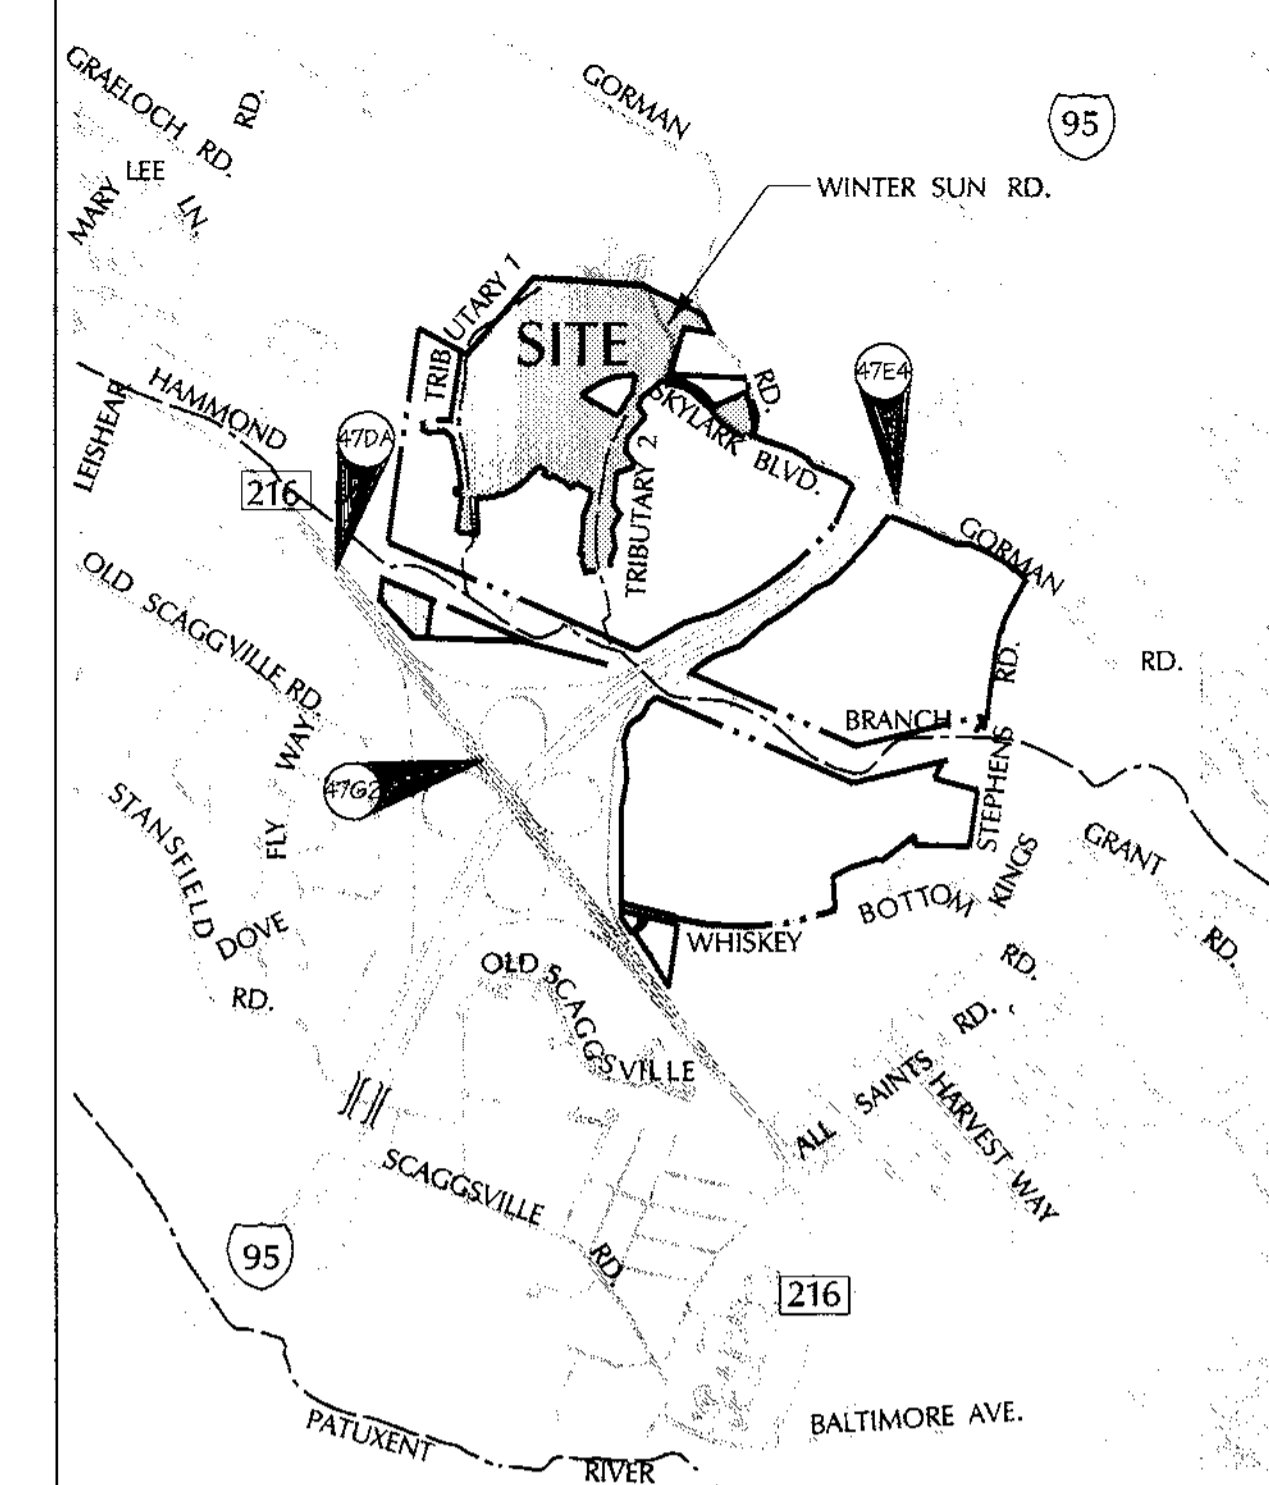 GRAELOCH RD.
RD.
GORMAN
95
MARY LEE LN.
WINTER SUN RD.
TRIBUTARY 1
SITE
47E4
RD.
HAMMOND
LEISHEAR
47DA
SKYLARK BLVD.
216
TRIBUTARY 2
GORMAN
RD.
OLD SCAGGVILLE RD.
BRANCH
STEPHENS RD.
FLY WAY
47G2
STANSFIELD
RD.
DOVE
GRANT
RD.
KINGS
RD.
BOTTOM
WHISKEY
OLD SCAGGSVILLE
ALL SAINTS RD.
HARVEST WAY
SCAGGSVILLE
RD.
95
216
BALTIMORE AVE.
PATUXENT
RIVER